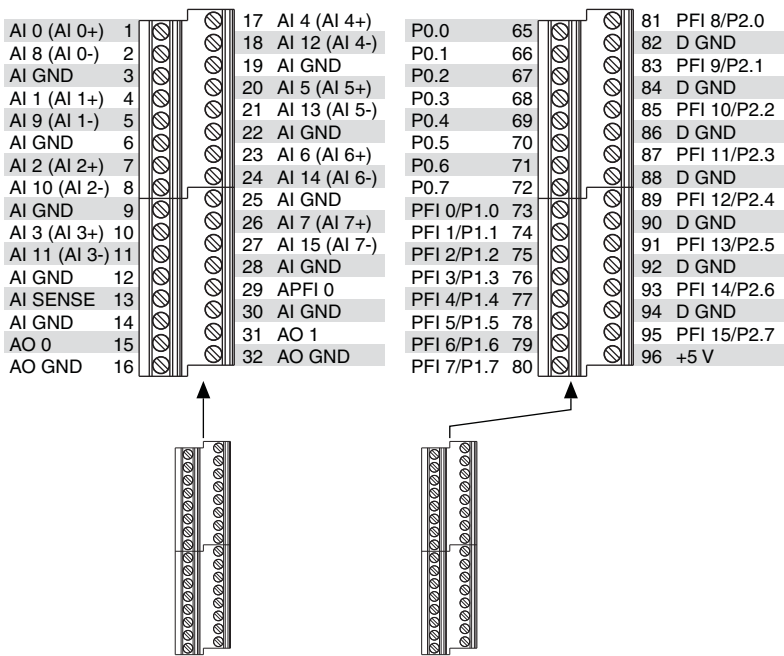 AI 0 (AI 0+) 1
AI 8 (AI 0-) 2
AI GND 3
AI 1 (AI 1+) 4
AI 9 (AI 1-) 5
AI GND 6
AI 2 (AI 2+) 7
AI 10 (AI 2-) 8
AI GND 9
AI 3 (AI 3+) 10
AI 11 (AI 3-) 11
AI GND 12
AI SENSE 13
AI GND 14
AO 0 15
AO GND 16
17 AI 4 (AI 4+)
18 AI 12 (AI 4-)
19 AI GND
20 AI 5 (AI 5+)
21 AI 13 (AI 5-)
22 AI GND
23 AI 6 (AI 6+)
24 AI 14 (AI 6-)
25 AI GND
26 AI 7 (AI 7+)
27 AI 15 (AI 7-)
28 AI GND
29 APFI 0
30 AI GND
31 AO 1
32 AO GND
P0.0 65
P0.1 66
P0.2 67
P0.3 68
P0.4 69
P0.5 70
P0.6 71
P0.7 72
PFI 0/P1.0 73
PFI 1/P1.1 74
PFI 2/P1.2 75
PFI 3/P1.3 76
PFI 4/P1.4 77
PFI 5/P1.5 78
PFI 6/P1.6 79
PFI 7/P1.7 80
81 PFI 8/P2.0
82 D GND
83 PFI 9/P2.1
84 D GND
85 PFI 10/P2.2
86 D GND
87 PFI 11/P2.3
88 D GND
89 PFI 12/P2.4
90 D GND
91 PFI 13/P2.5
92 D GND
93 PFI 14/P2.6
94 D GND
95 PFI 15/P2.7
96 +5 V